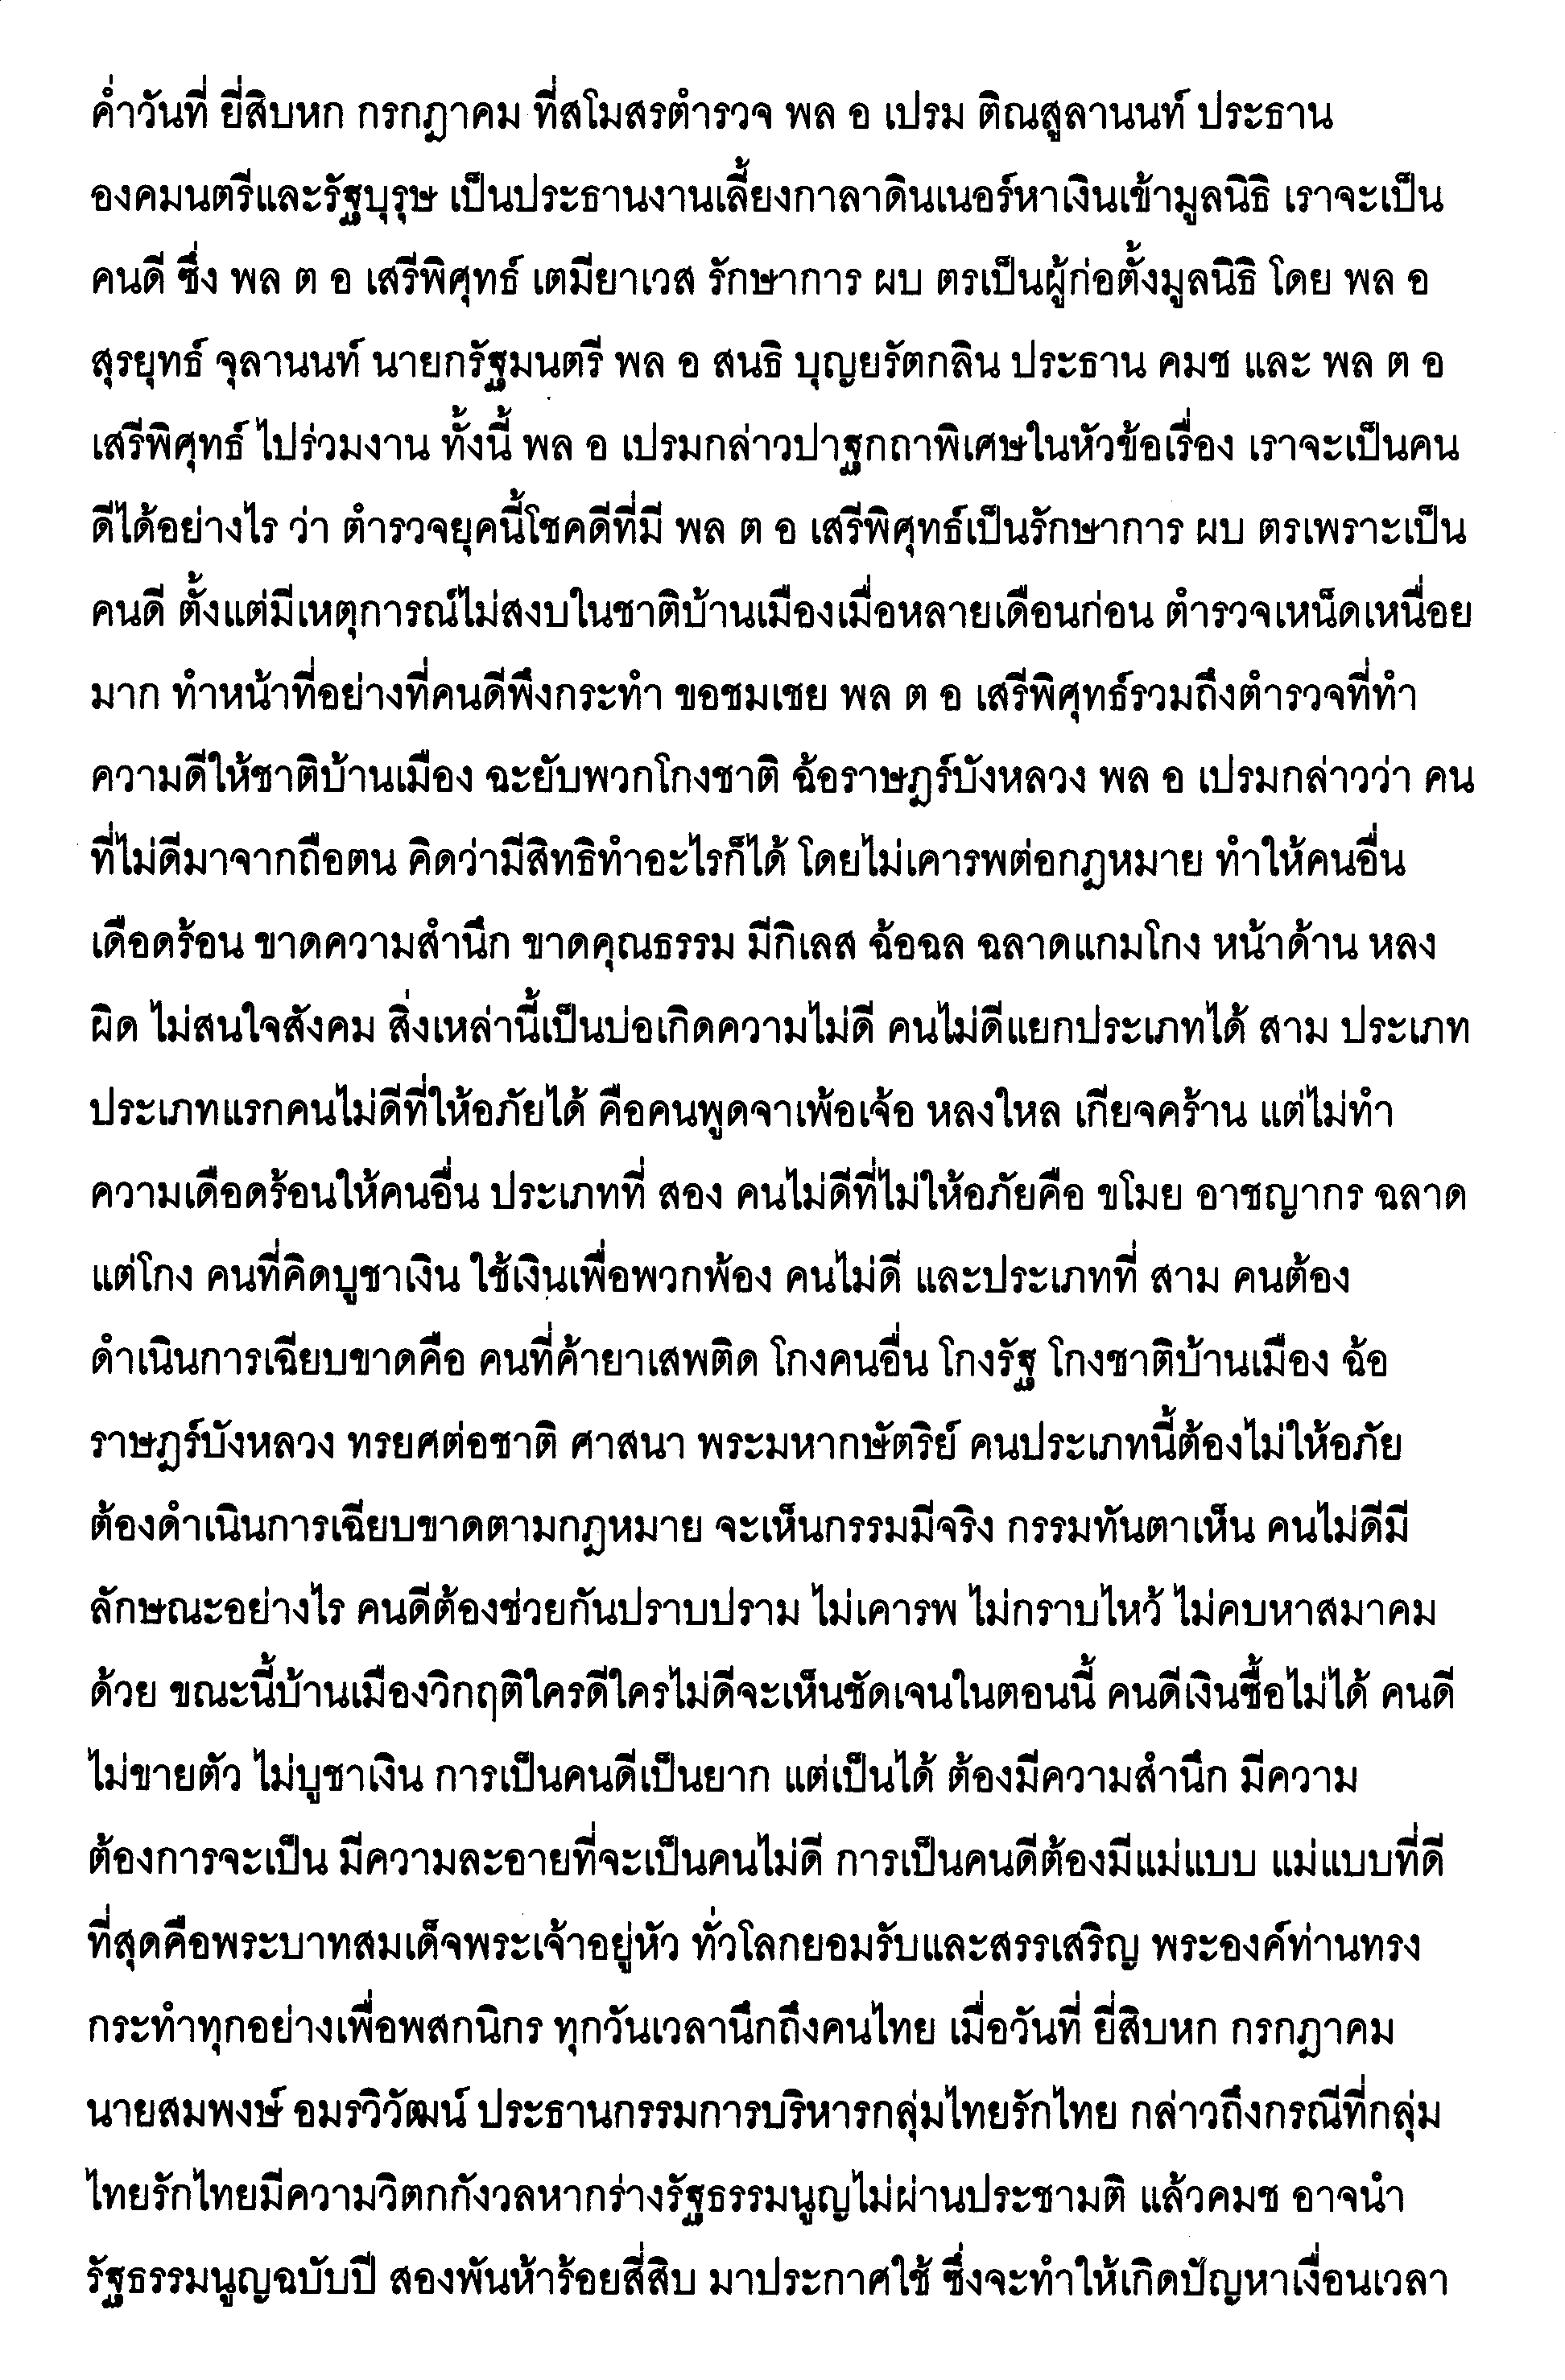 ค่ำวันที่ ยี่สิบหก กรกฎาคม ที่สโมสรตำรวจ พล อ เปรม ติณสูลานนท์ ประธาน
องคมนตรีและรัฐบุรุษ เป็นประธานงานเลี้ยงกาลาดินเนอร์หาเงินเข้ามูลนิธิ เราจะเป็น
คนดี ซึ่ง พล ต อ เสรีพิศุทธ์ เตมียาเวส รักษาการ ผบ ตรเป็นผู้ก่อตั้งมูลนิธิ โดย พล อ
สุรยุทธ์ จุลานนท์ นายกรัฐมนตรี พล อ สนธิ บุญยรัตกลิน ประธาน คมช และ พล ต อ
เสรีพิศุทธ์ ไปร่วมงาน ทั้งนี้ พล อ เปรมกล่าวปาฐกถาพิเศษในหัวข้อเรื่อง เราจะเป็นคน
ดีได้อย่างไร ว่า ตำรวจยุคนี้โชคดีที่มี พล ต อ เสรีพิศุทธ์เป็นรักษาการ ผบ ตรเพราะเป็น
คนดี ตั้งแต่มีเหตุการณ์ไม่สงบในชาติบ้านเมืองเมื่อหลายเดือนก่อน ตำรวจเหน็ดเหนื่อย
มาก ทำหน้าที่อย่างที่คนดีพึงกระทำ ขอชมเชย พล ต อ เสรีพิศุทธ์รวมถึงตำรวจที่ทำ
ความดีให้ชาติบ้านเมือง ฉะยับพวกโกงชาติ ฉ้อราษฎร์บังหลวง พล อ เปรมกล่าวว่า คน
ที่ไม่ดีมาจากถือตน คิดว่ามีสิทธิทำอะไรก็ได้ โดยไม่เคารพต่อกฎหมาย ทำให้คนอื่น
เดือดร้อน ขาดความสำนึก ขาดคุณธรรม มีกิเลส ฉ้อฉล ฉลาดแกมโกง หน้าด้าน หลง
ผิด ไม่สนใจสังคม สิ่งเหล่านี้เป็นบ่อเกิดความไม่ดี คนไม่ดีแยกประเภทได้ สาม ประเภท
ประเภทแรกคนไม่ดีที่ให้อภัยได้ คือคนพูดจาเพ้อเจ้อ หลงใหล เกียจคร้าน แต่ไม่ทำ
ความเดือดร้อนให้คนอื่น ประเภทที่ สอง คนไม่ดีที่ไม่ให้อภัยคือ ขโมย อาชญากร ฉลาด
แต่โกง คนที่คิดบูชาเงิน ใช้เงินเพื่อพวกพ้อง คนไม่ดี และประเภทที่ สาม คนต้อง
ดำเนินการเฉียบขาดคือ คนที่ค้ายาเสพติด โกงคนอื่น โกงรัฐ โกงชาติบ้านเมือง ฉ้อ
ราษฎร์บังหลวง ทรยศต่อชาติ ศาสนา พระมหากษัตริย์ คนประเภทนี้ต้องไม่ให้อภัย
ต้องดำเนินการเฉียบขาดตามกฎหมาย จะเห็นกรรมมีจริง กรรมทันตาเห็น คนไม่ดีมี
ลักษณะอย่างไร คนดีต้องช่วยกันปราบปราม ไม่เคารพ ไม่กราบไหว้ ไม่คบหาสมาคม
ด้วย ขณะนี้บ้านเมืองวิกฤติใครดีใครไม่ดีจะเห็นชัดเจนในตอนนี้ คนดีเงินซื้อไม่ได้ คนดี
ไม่ขายตัว ไม่บูชาเงิน การเป็นคนดีเป็นยาก แต่เป็นได้ ต้องมีความสำนึก มีความ
ต้องการจะเป็น มีความละอายที่จะเป็นคนไม่ดี การเป็นคนดีต้องมีแม่แบบ แม่แบบที่ดี
ที่สุดคือพระบาทสมเด็จพระเจ้าอยู่หัว ทั่วโลกยอมรับและสรรเสริญ พระองค์ท่านทรง
กระทำทุกอย่างเพื่อพสกนิกร ทุกวันเวลานึกถึงคนไทย เมื่อวันที่ ยี่สิบหก กรกฎาคม
นายสมพงษ์ อมรวิวัฒน์ ประธานกรรมการบริหารกลุ่มไทยรักไทย กล่าวถึงกรณีที่กลุ่ม
ไทยรักไทยมีความวิตกกังวลหากร่างรัฐธรรมนูญไม่ผ่านประชามติ แล้วคมช อาจนำ
รัฐธรรมนูญฉบับปี สองพันห้าร้อยสี่สิบ มาประกาศใช้ ซึ่งจะทำให้เกิดปัญหาเงื่อนเวลา